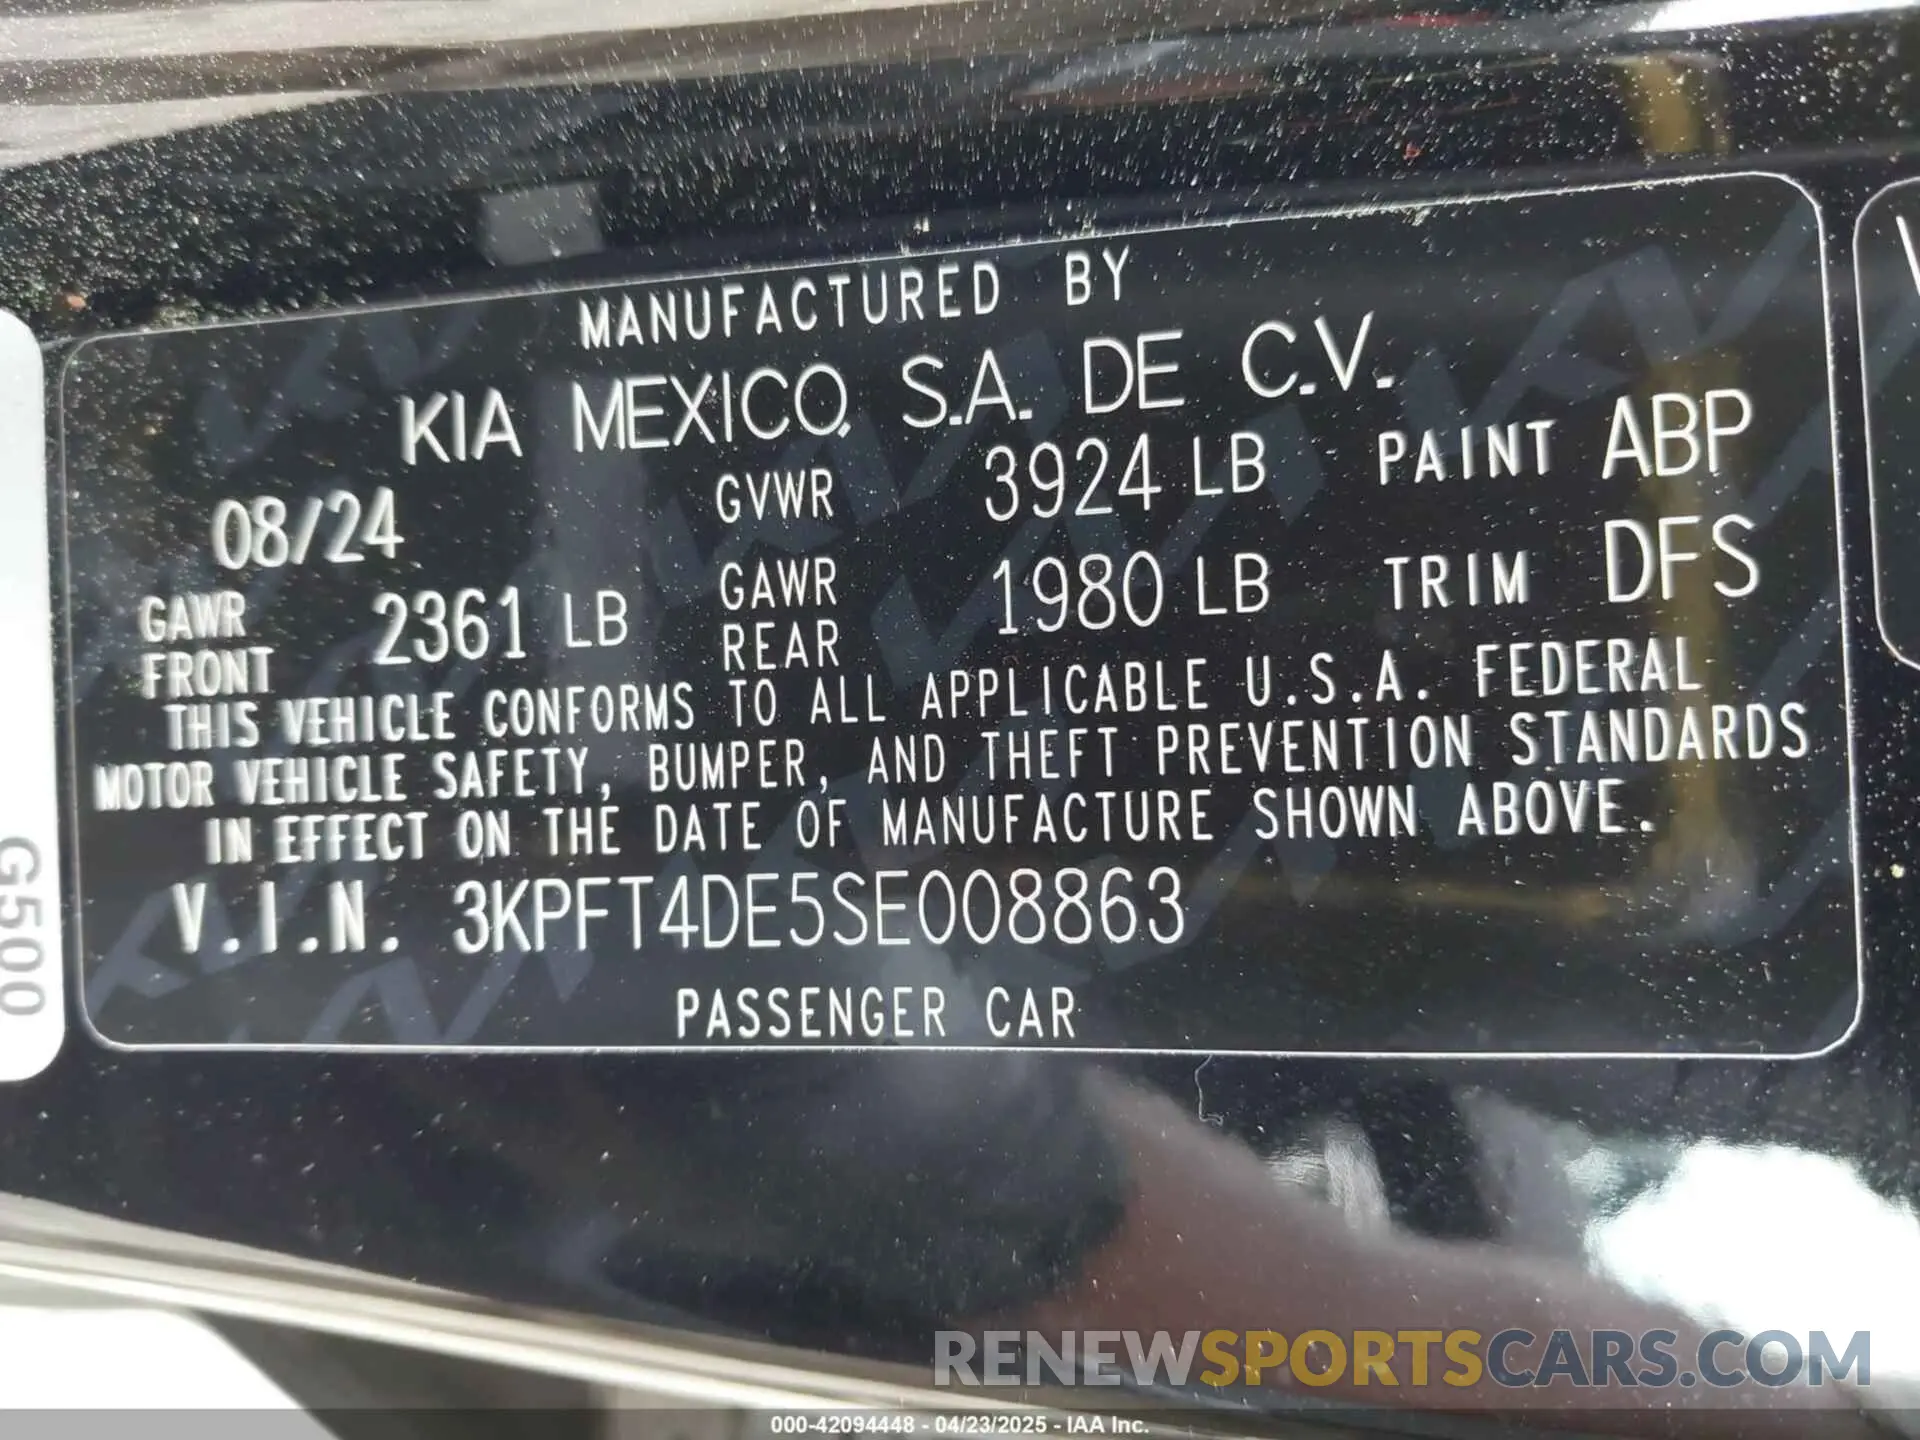 MANUFACTURED BY
KIA MEXICO, S.A. DE C.V.
08/24 GVWR 3924 LB PAINT ABP
GAWR FRONT 2361 LB GAWR REAR 1980 LB TRIM DFS
THIS VEHICLE CONFORMS TO ALL APPLICABLE U.S.A. FEDERAL
MOTOR VEHICLE SAFETY, BUMPER, AND THEFT PREVENTION STANDARDS
IN EFFECT ON THE DATE OF MANUFACTURE SHOWN ABOVE.
V.I.N. 3KPFT4DE5SE008863
PASSENGER CAR
G500
RENEWSPORTSCARS.COM
000-42094448 - 04/23/2025 - IAA Inc.